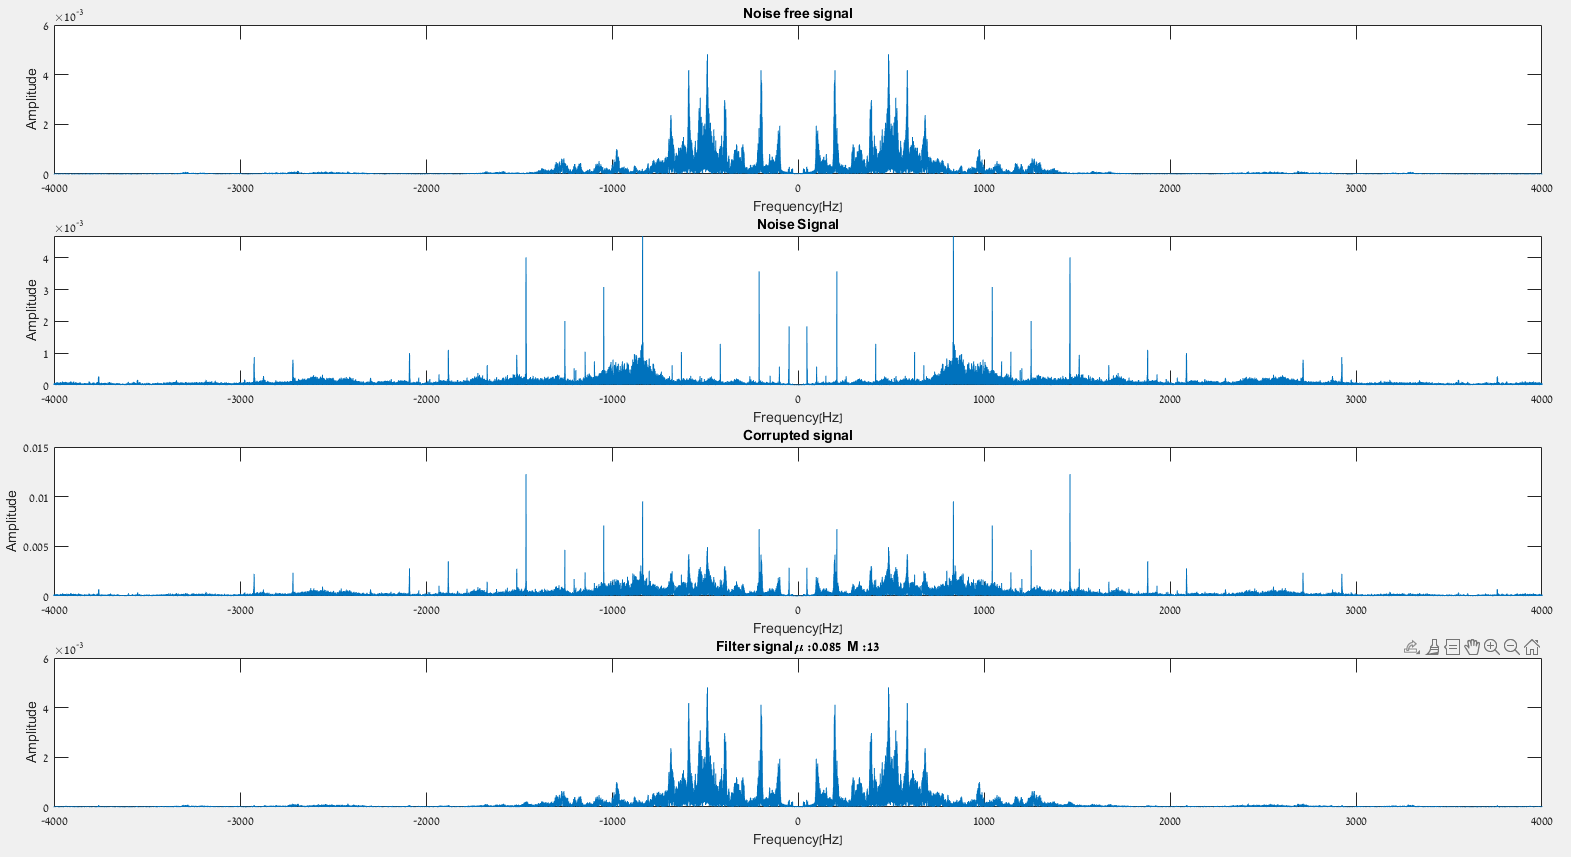 Noise free signal
×10-3
6
4
2
0
Amplitude
-4000 -3000 -2000 -1000 0 1000 2000 3000 4000
Frequency[Hz]
Noise Signal
×10-3
4
3
2
1
0
Amplitude
-4000 -3000 -2000 -1000 0 1000 2000 3000 4000
Frequency[Hz]
Corrupted signal
0.015
0.01
0.005
0
Amplitude
-4000 -3000 -2000 -1000 0 1000 2000 3000 4000
Frequency[Hz]
Filter signal μ :0.085 M :13
×10-3
6
4
2
0
Amplitude
-4000 -3000 -2000 -1000 0 1000 2000 3000 4000
Frequency[Hz]